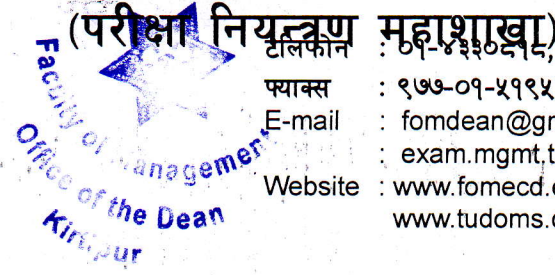 (परीक्षा नियन्त्रण महाशाखा)
टेलिफोन : ०१-४३३०८१८,
फ्याक्स : ९७७-०१-५१९५
E-mail : fomdean@gm
: exam.mgmt.t
Website : www.fomecd.e
www.tudoms.o
Faculty of Management
Office of the Dean
Kirtipur